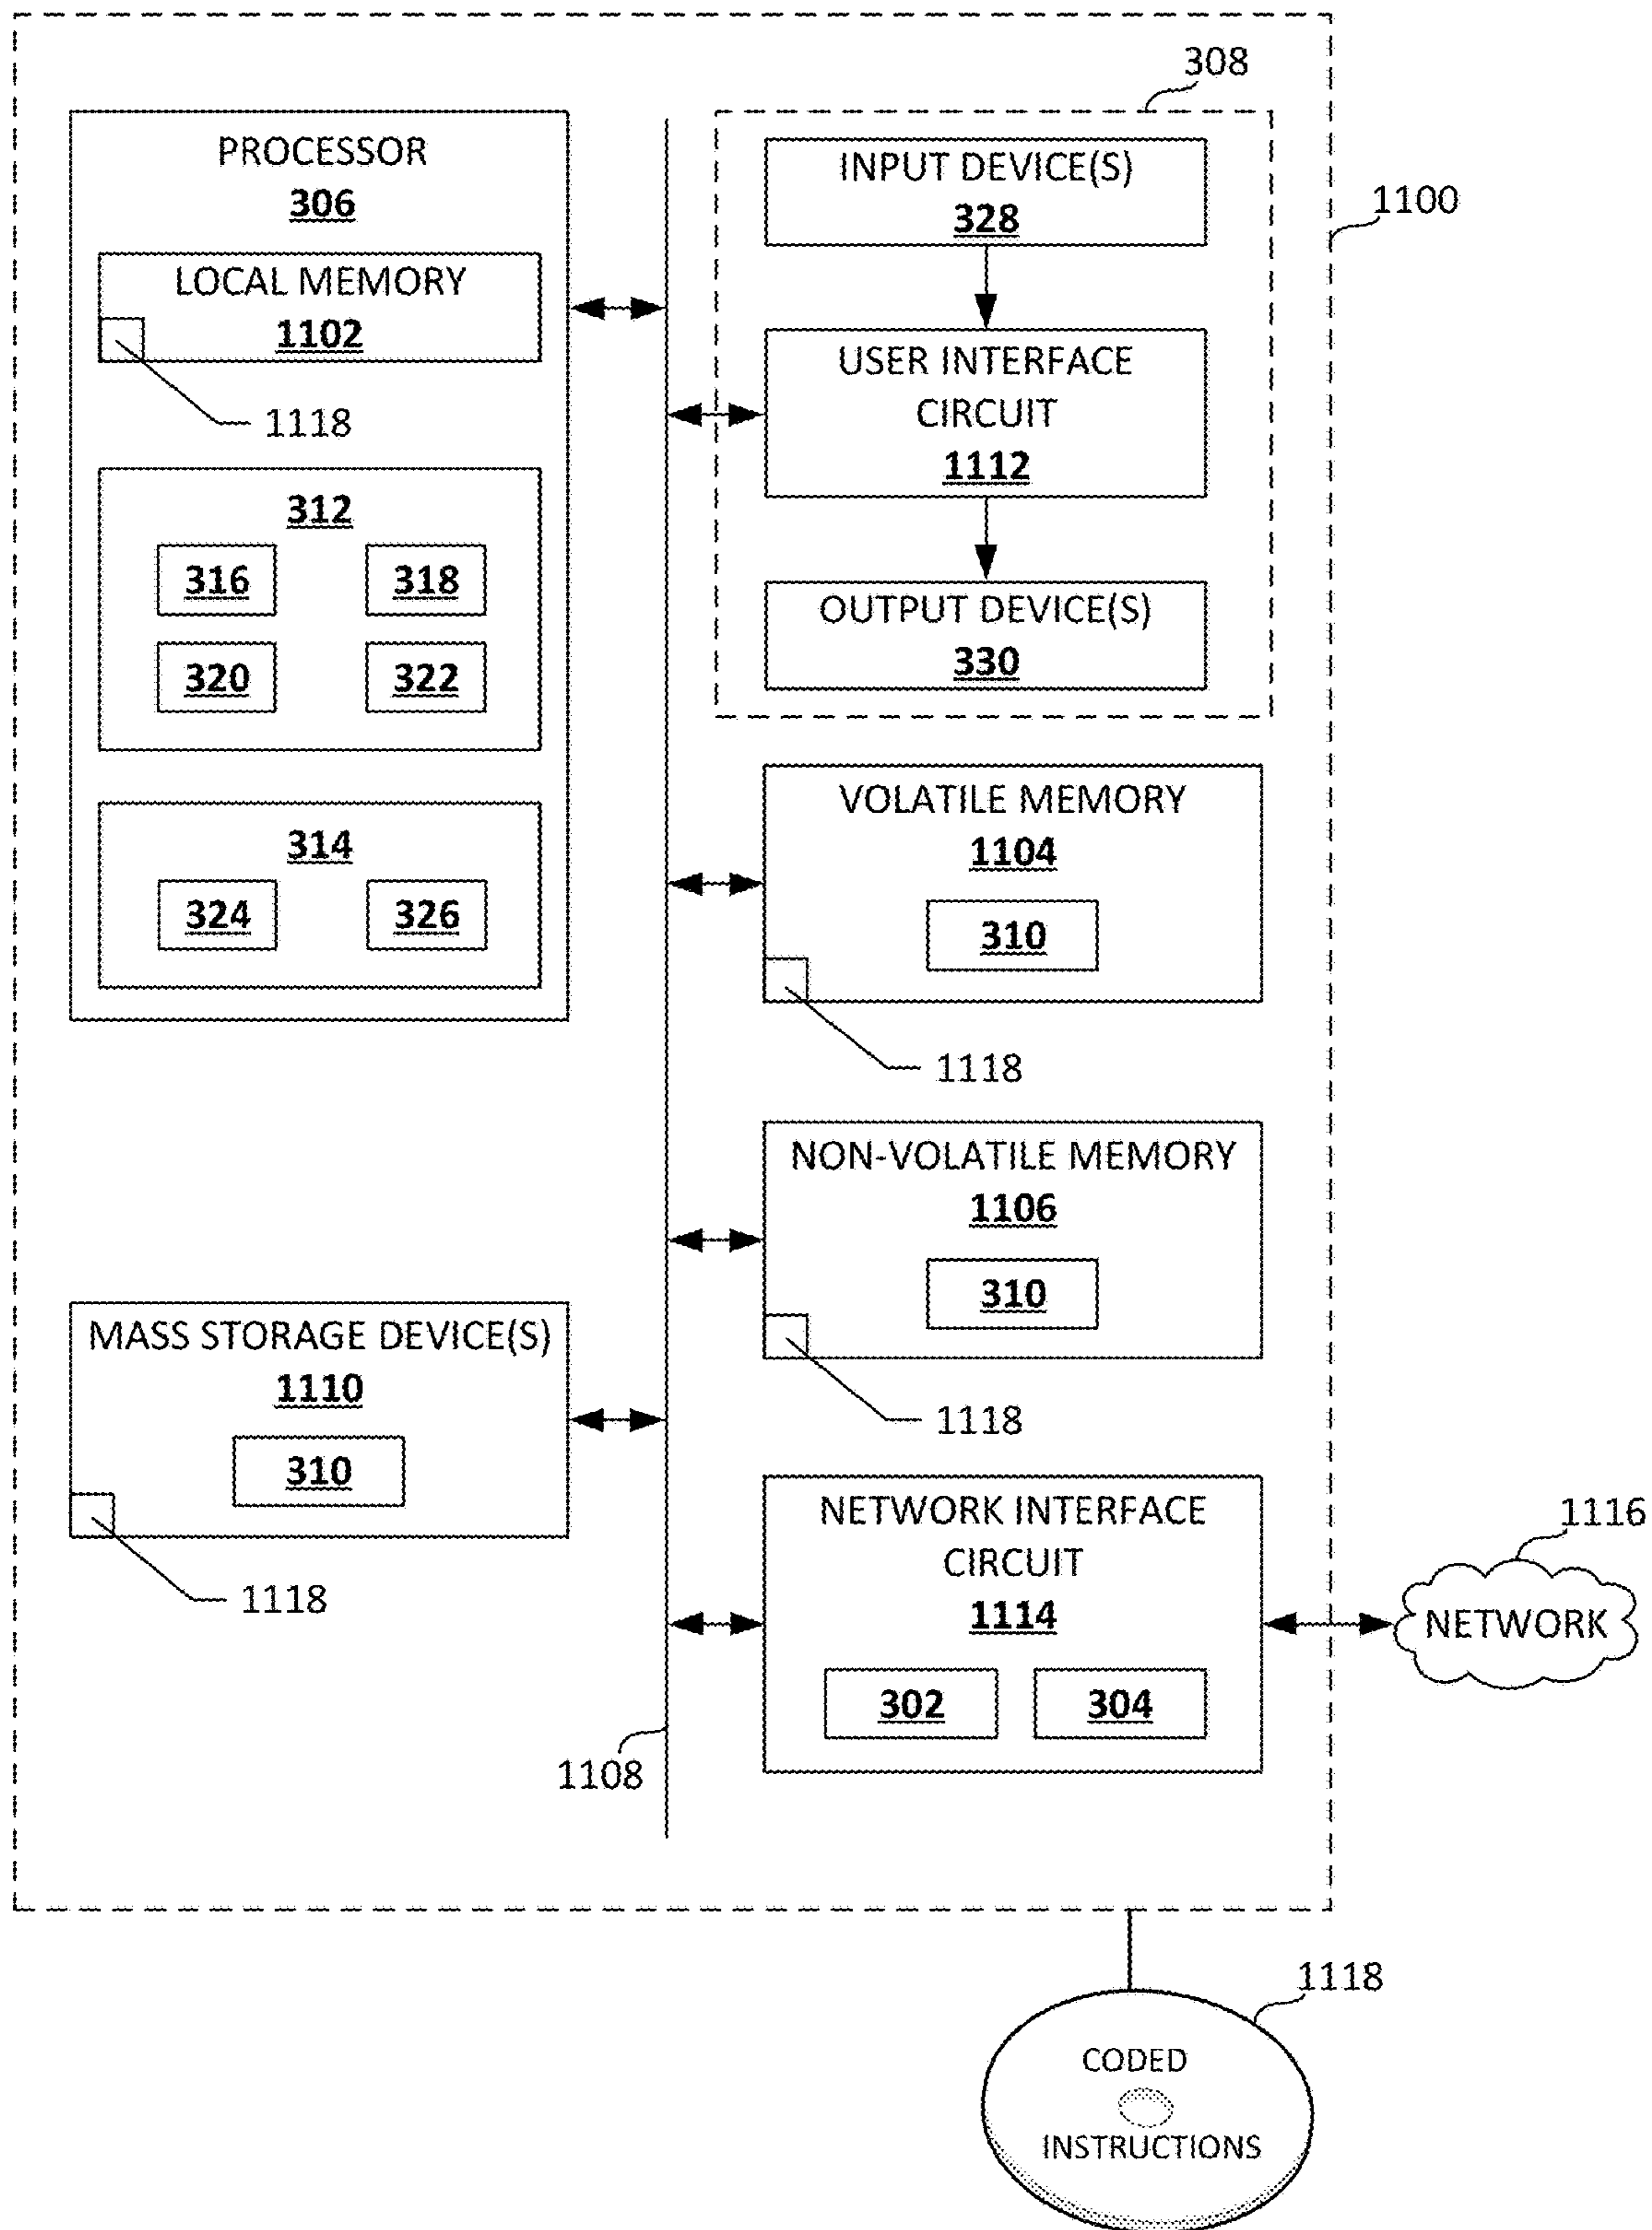 308
1100
PROCESSOR
306
LOCAL MEMORY
1102
1118
312
316
318
320
322
314
324
326
INPUT DEVICE(S)
328
USER INTERFACE
CIRCUIT
1112
OUTPUT DEVICE(S)
330
VOLATILE MEMORY
1104
310
1118
NON-VOLATILE MEMORY
1106
310
1118
MASS STORAGE DEVICE(S)
1110
310
1118
NETWORK INTERFACE
CIRCUIT
1114
302
304
1108
1116
NETWORK
1118
CODED
INSTRUCTIONS